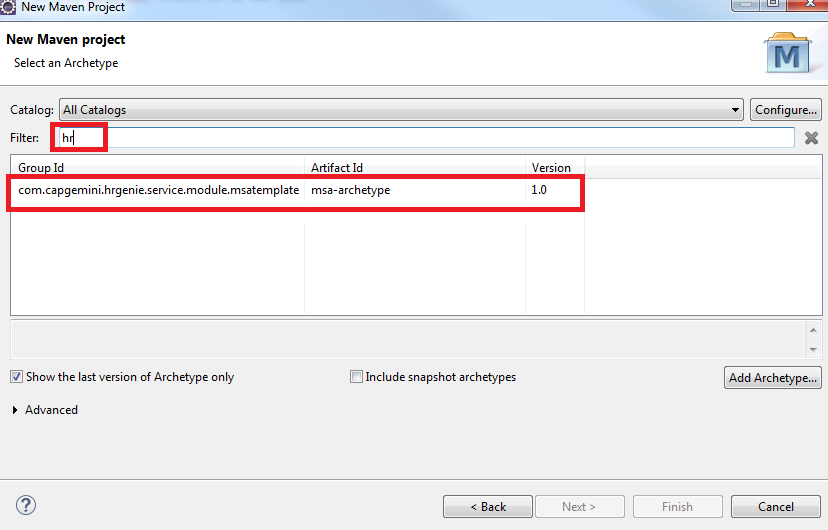 New Maven Project
New Maven project
Select an Archetype
M
Catalog: All Catalogs Configure...
Filter: hr
Group Id Artifact Id Version
com.capgemini.hrgenie.service.module.msatemplate msa-archetype 1.0
Show the last version of Archetype only Include snapshot archetypes Add Archetype...
Advanced
? < Back Next > Finish Cancel